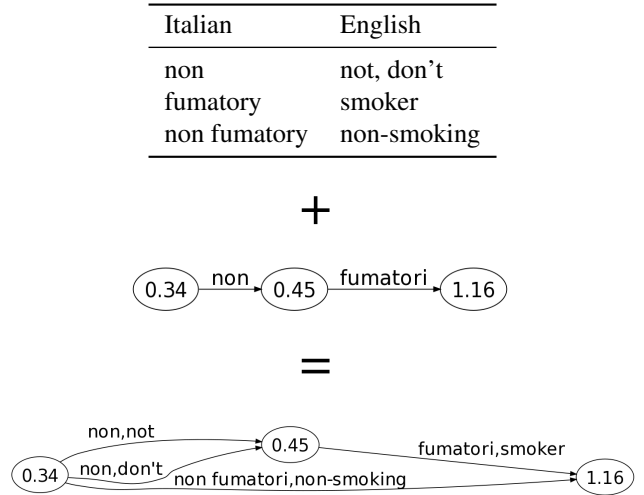 Italian English
non not, don't
fumatory smoker
non fumatory non-smoking
+
0.34 non 0.45 fumatori 1.16
=
non,not
0.45
fumatori,smoker
0.34
non,don't
non fumatori,non-smoking
1.16